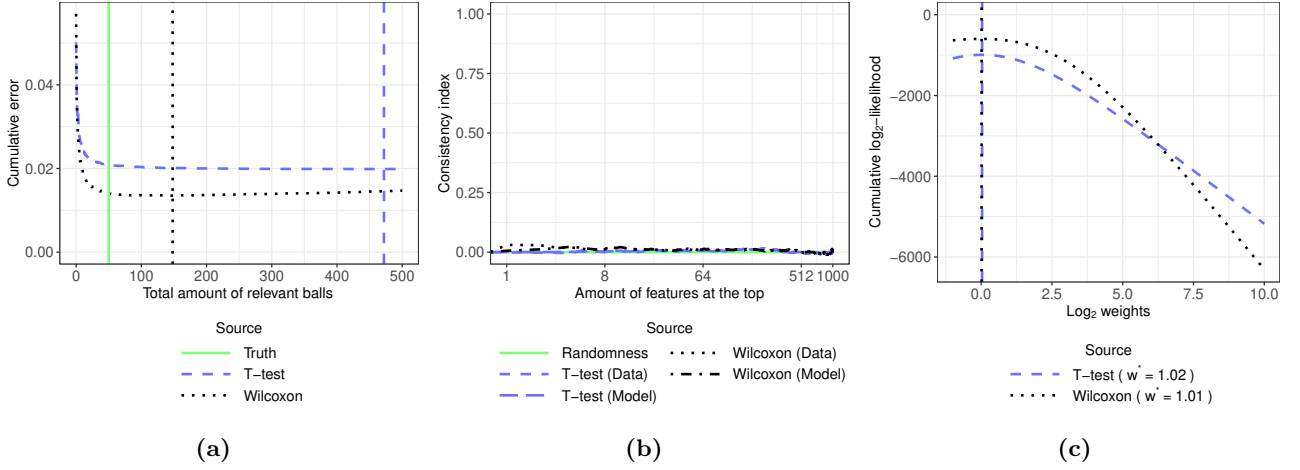 Cumulative error
0.04
0.02
0.00
0
100
200
300
400
500
Total amount of relevant balls
Source
Truth
T−test
Wilcoxon
(a)
Consistency index
1.00
0.75
0.50
0.25
0.00
1
8
64
512
1000
Amount of features at the top
Source
Randomness
T−test (Data)
T−test (Model)
Wilcoxon (Data)
Wilcoxon (Model)
(b)
Cumulative log2−likelihood
0
−2000
−4000
−6000
0.0
2.5
5.0
7.5
10.0
Log2 weights
Source
T−test ( w* = 1.02 )
Wilcoxon ( w* = 1.01 )
(c)